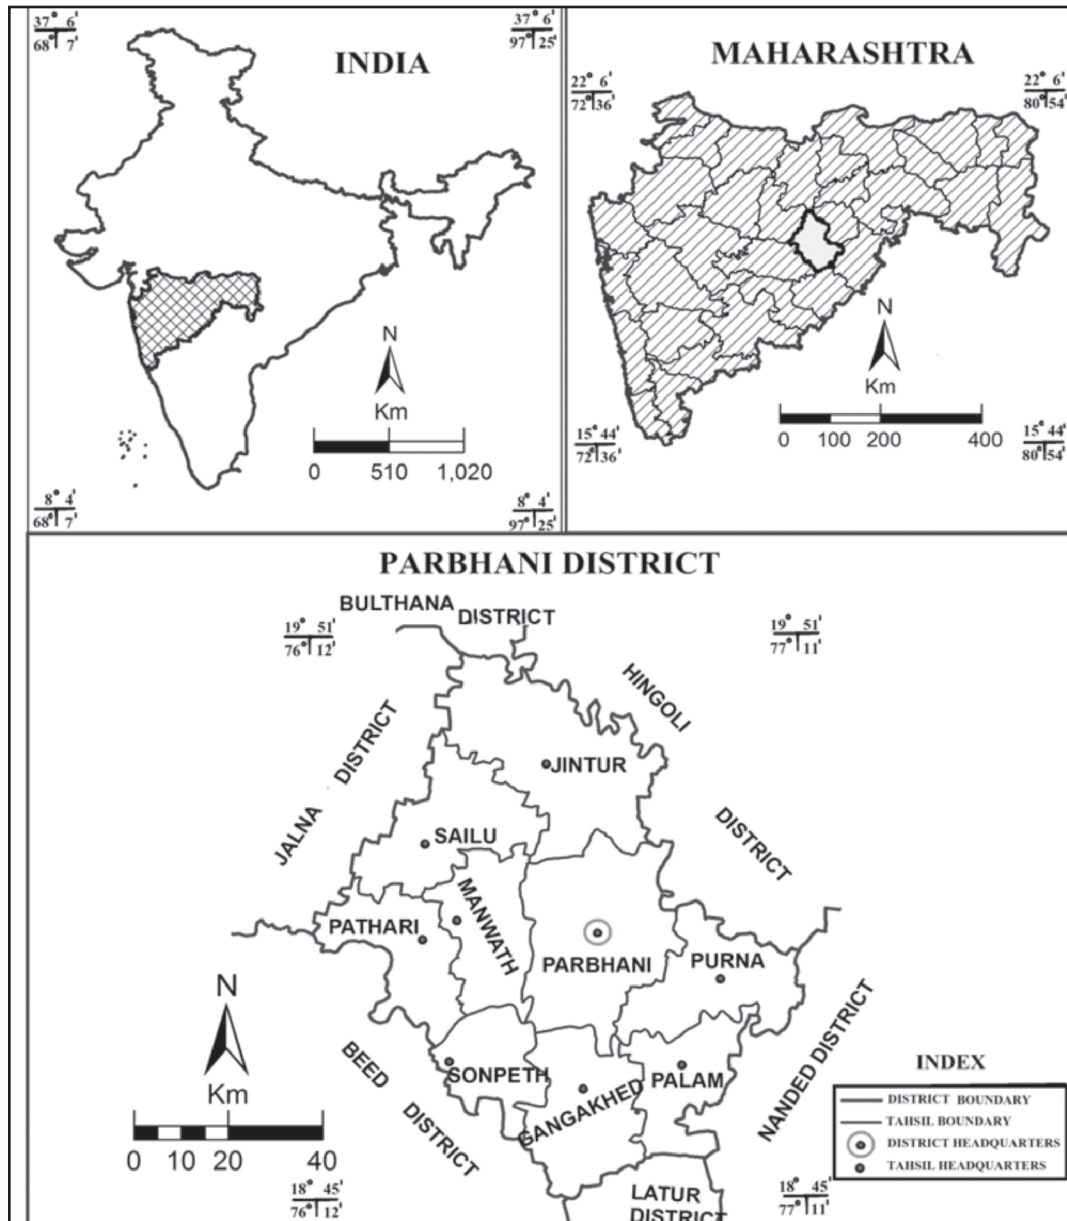 37° 6'
68° 7'
37° 6'
97° 25'
INDIA
N
Km
0 510 1,020
8° 4'
68° 7'
8° 4'
97° 25'
MAHARASHTRA
22° 6'
72° 36'
22° 6'
80° 54'
N
Km
0 100 200 400
15° 44'
72° 36'
15° 44'
80° 54'
PARBHANI DISTRICT
BULTHANA DISTRICT
19° 51'
76° 12'
19° 51'
77° 11'
HINGOLI
DISTRICT
JALNA DISTRICT
JINTUR
SAILU
MANWATH
PATHARI
PARBHANI
PURNA
SONPETH
GANGAKHED
PALAM
BEED DISTRICT
NANDED DISTRICT
LATUR
DISTRICT
N
Km
0 10 20 40
18° 45'
76° 12'
18° 45'
77° 11'
INDEX
DISTRICT BOUNDARY
TAHSIL BOUNDARY
DISTRICT HEADQUARTERS
TAHSIL HEADQUARTERS